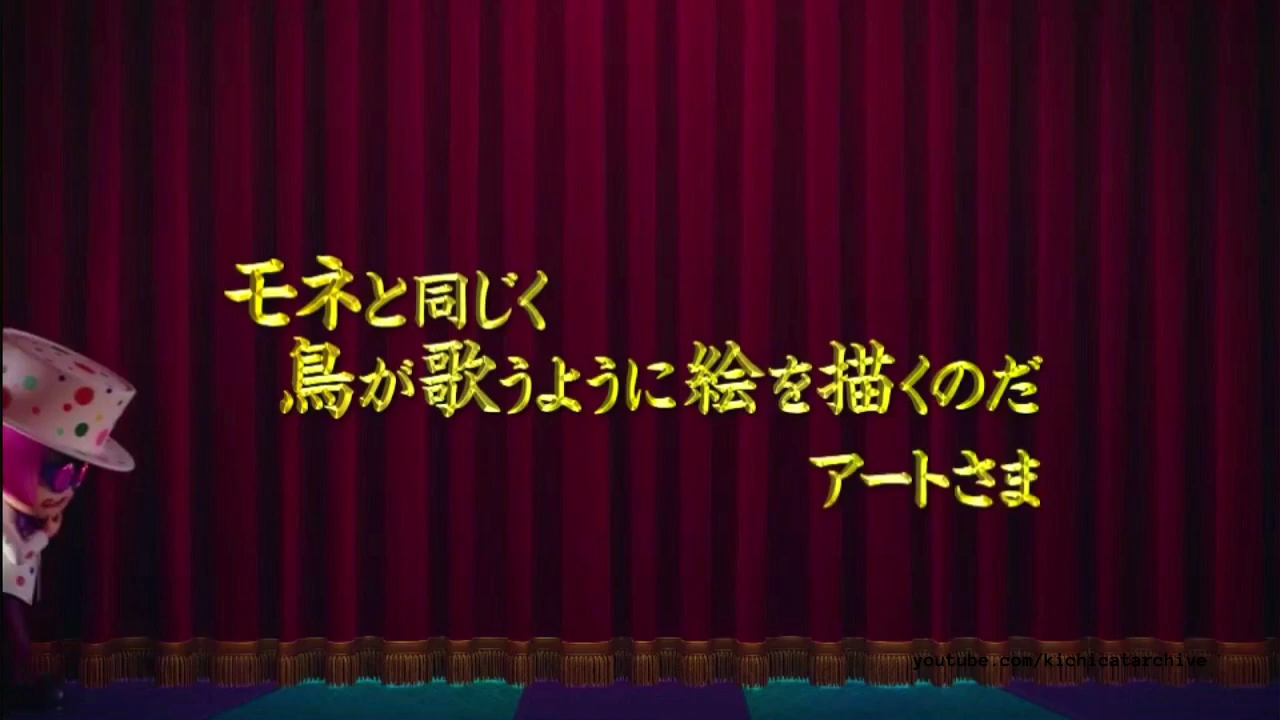 モネと同じく
鳥が歌うように絵を描くのだ
アートさま
youtube.com/kichicatarchive